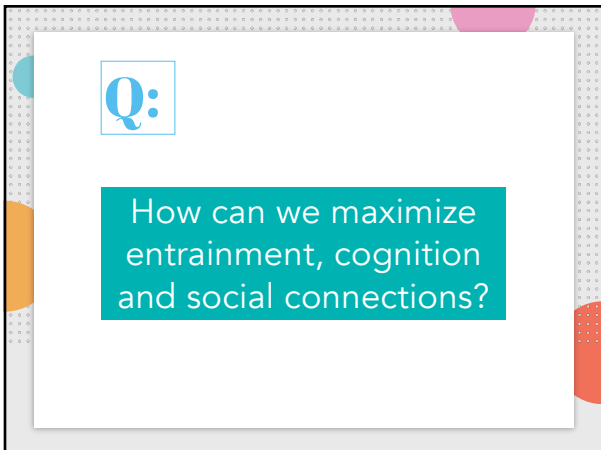 Q:
How can we maximize
entrainment, cognition
and social connections?